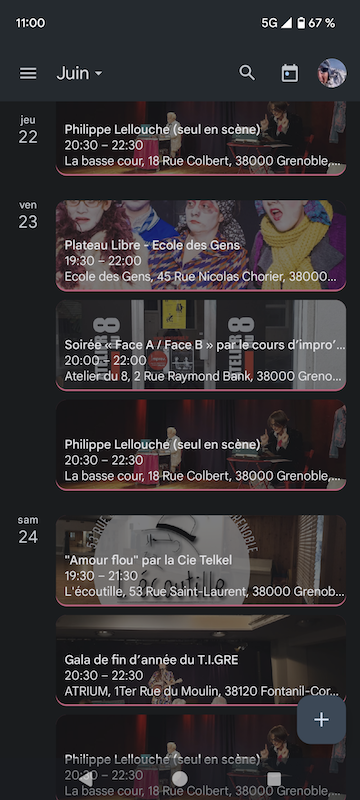 11:00
5G 67 %
Juin
jeu
22
Philippe Lellouche (seul en scène)
20:30 – 22:30
La basse cour, 18 Rue Colbert, 38000 Grenoble,...
ven
23
Plateau Libre - Ecole des Gens
19:30 – 22:00
Ecole des Gens, 45 Rue Nicolas Chorier, 38000...
Soirée « Face A / Face B » par le cours d'impro'...
20:00 – 22:00
Atelier du 8, 2 Rue Raymond Bank, 38000 Greno...
Philippe Lellouche (seul en scène)
20:30 – 22:30
La basse cour, 18 Rue Colbert, 38000 Grenoble,...
sam
24
"Amour flou" par la Cie Telkel
19:30 – 21:30
L'écoutille, 53 Rue Saint-Laurent, 38000 Grenob...
l'écoutille
Gala de fin d'année du T.I.GRE
20:00 – 22:30
ATRIUM, 1Ter Rue du Moulin, 38120 Fontanil-Cor...
Philippe Lellouche (seul en scène)
20:30 – 22:30
La basse cour, 18 Rue Colbert, 38000 Grenoble,...